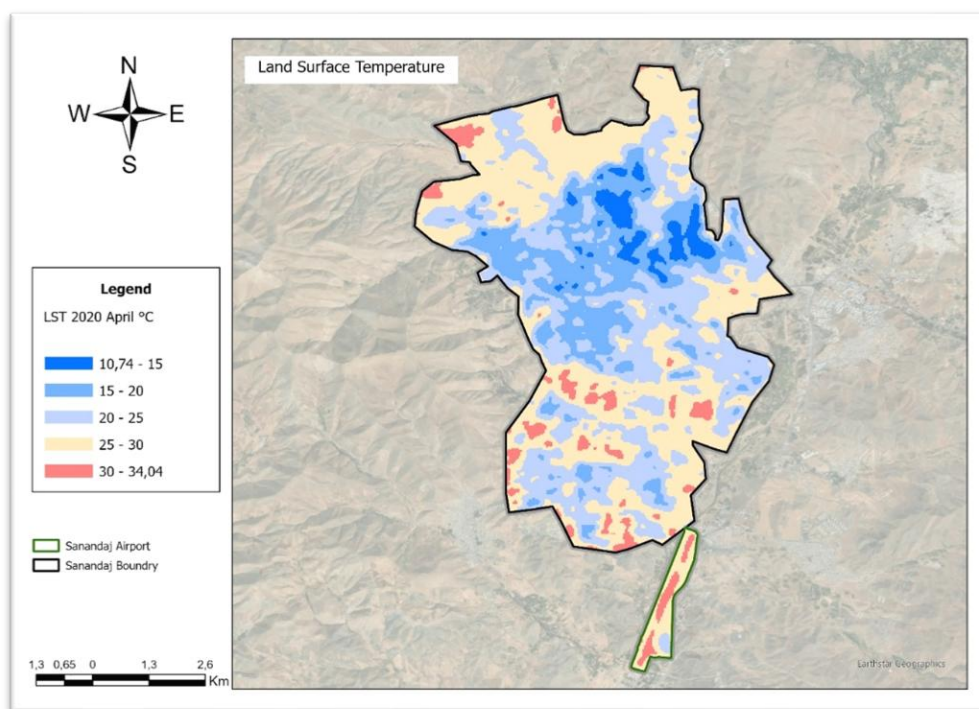 Land Surface Temperature
N
W E
S
Legend
LST 2020 April °C
10,74 - 15
15 - 20
20 - 25
25 - 30
30 - 34,04
Sanandaj Airport
Sanandaj Boundry
1,3 0,65 0 1,3 2,6
Km
Earthstar Geographics